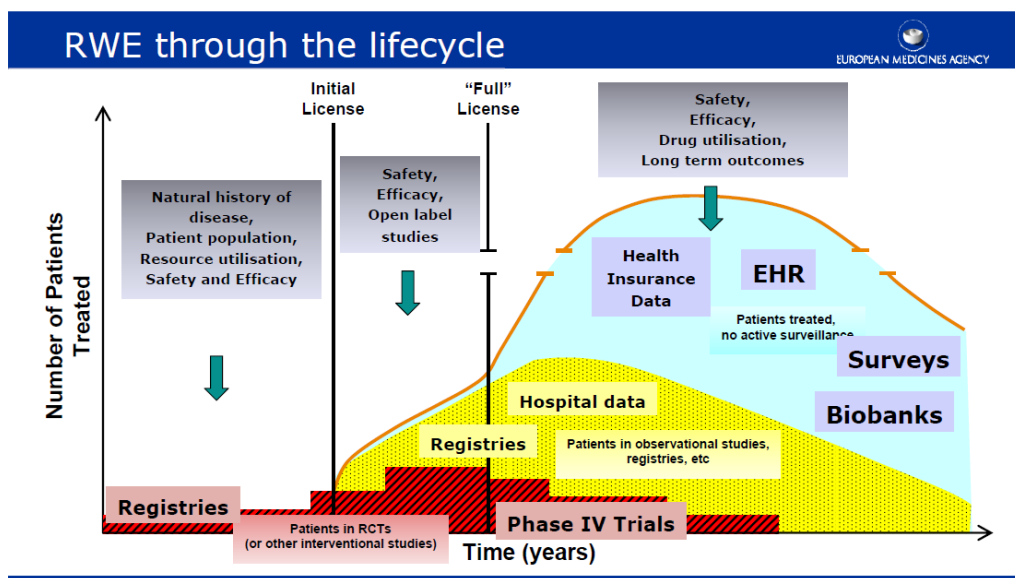 RWE through the lifecycle
EUROPEAN MEDICINES AGENCY
Initial
License
“Full”
License
Safety,
Efficacy,
Drug utilisation,
Long term outcomes
Safety,
Efficacy,
Open label
studies
Natural history of
disease,
Patient population,
Resource utilisation,
Safety and Efficacy
Number of Patients
Treated
Health
Insurance
Data
EHR
Patients treated,
no active surveillance
Surveys
Biobanks
Hospital data
Registries
Patients in observational studies,
registries, etc
Registries
Patients in RCTs
(or other interventional studies)
Phase IV Trials
Time (years)